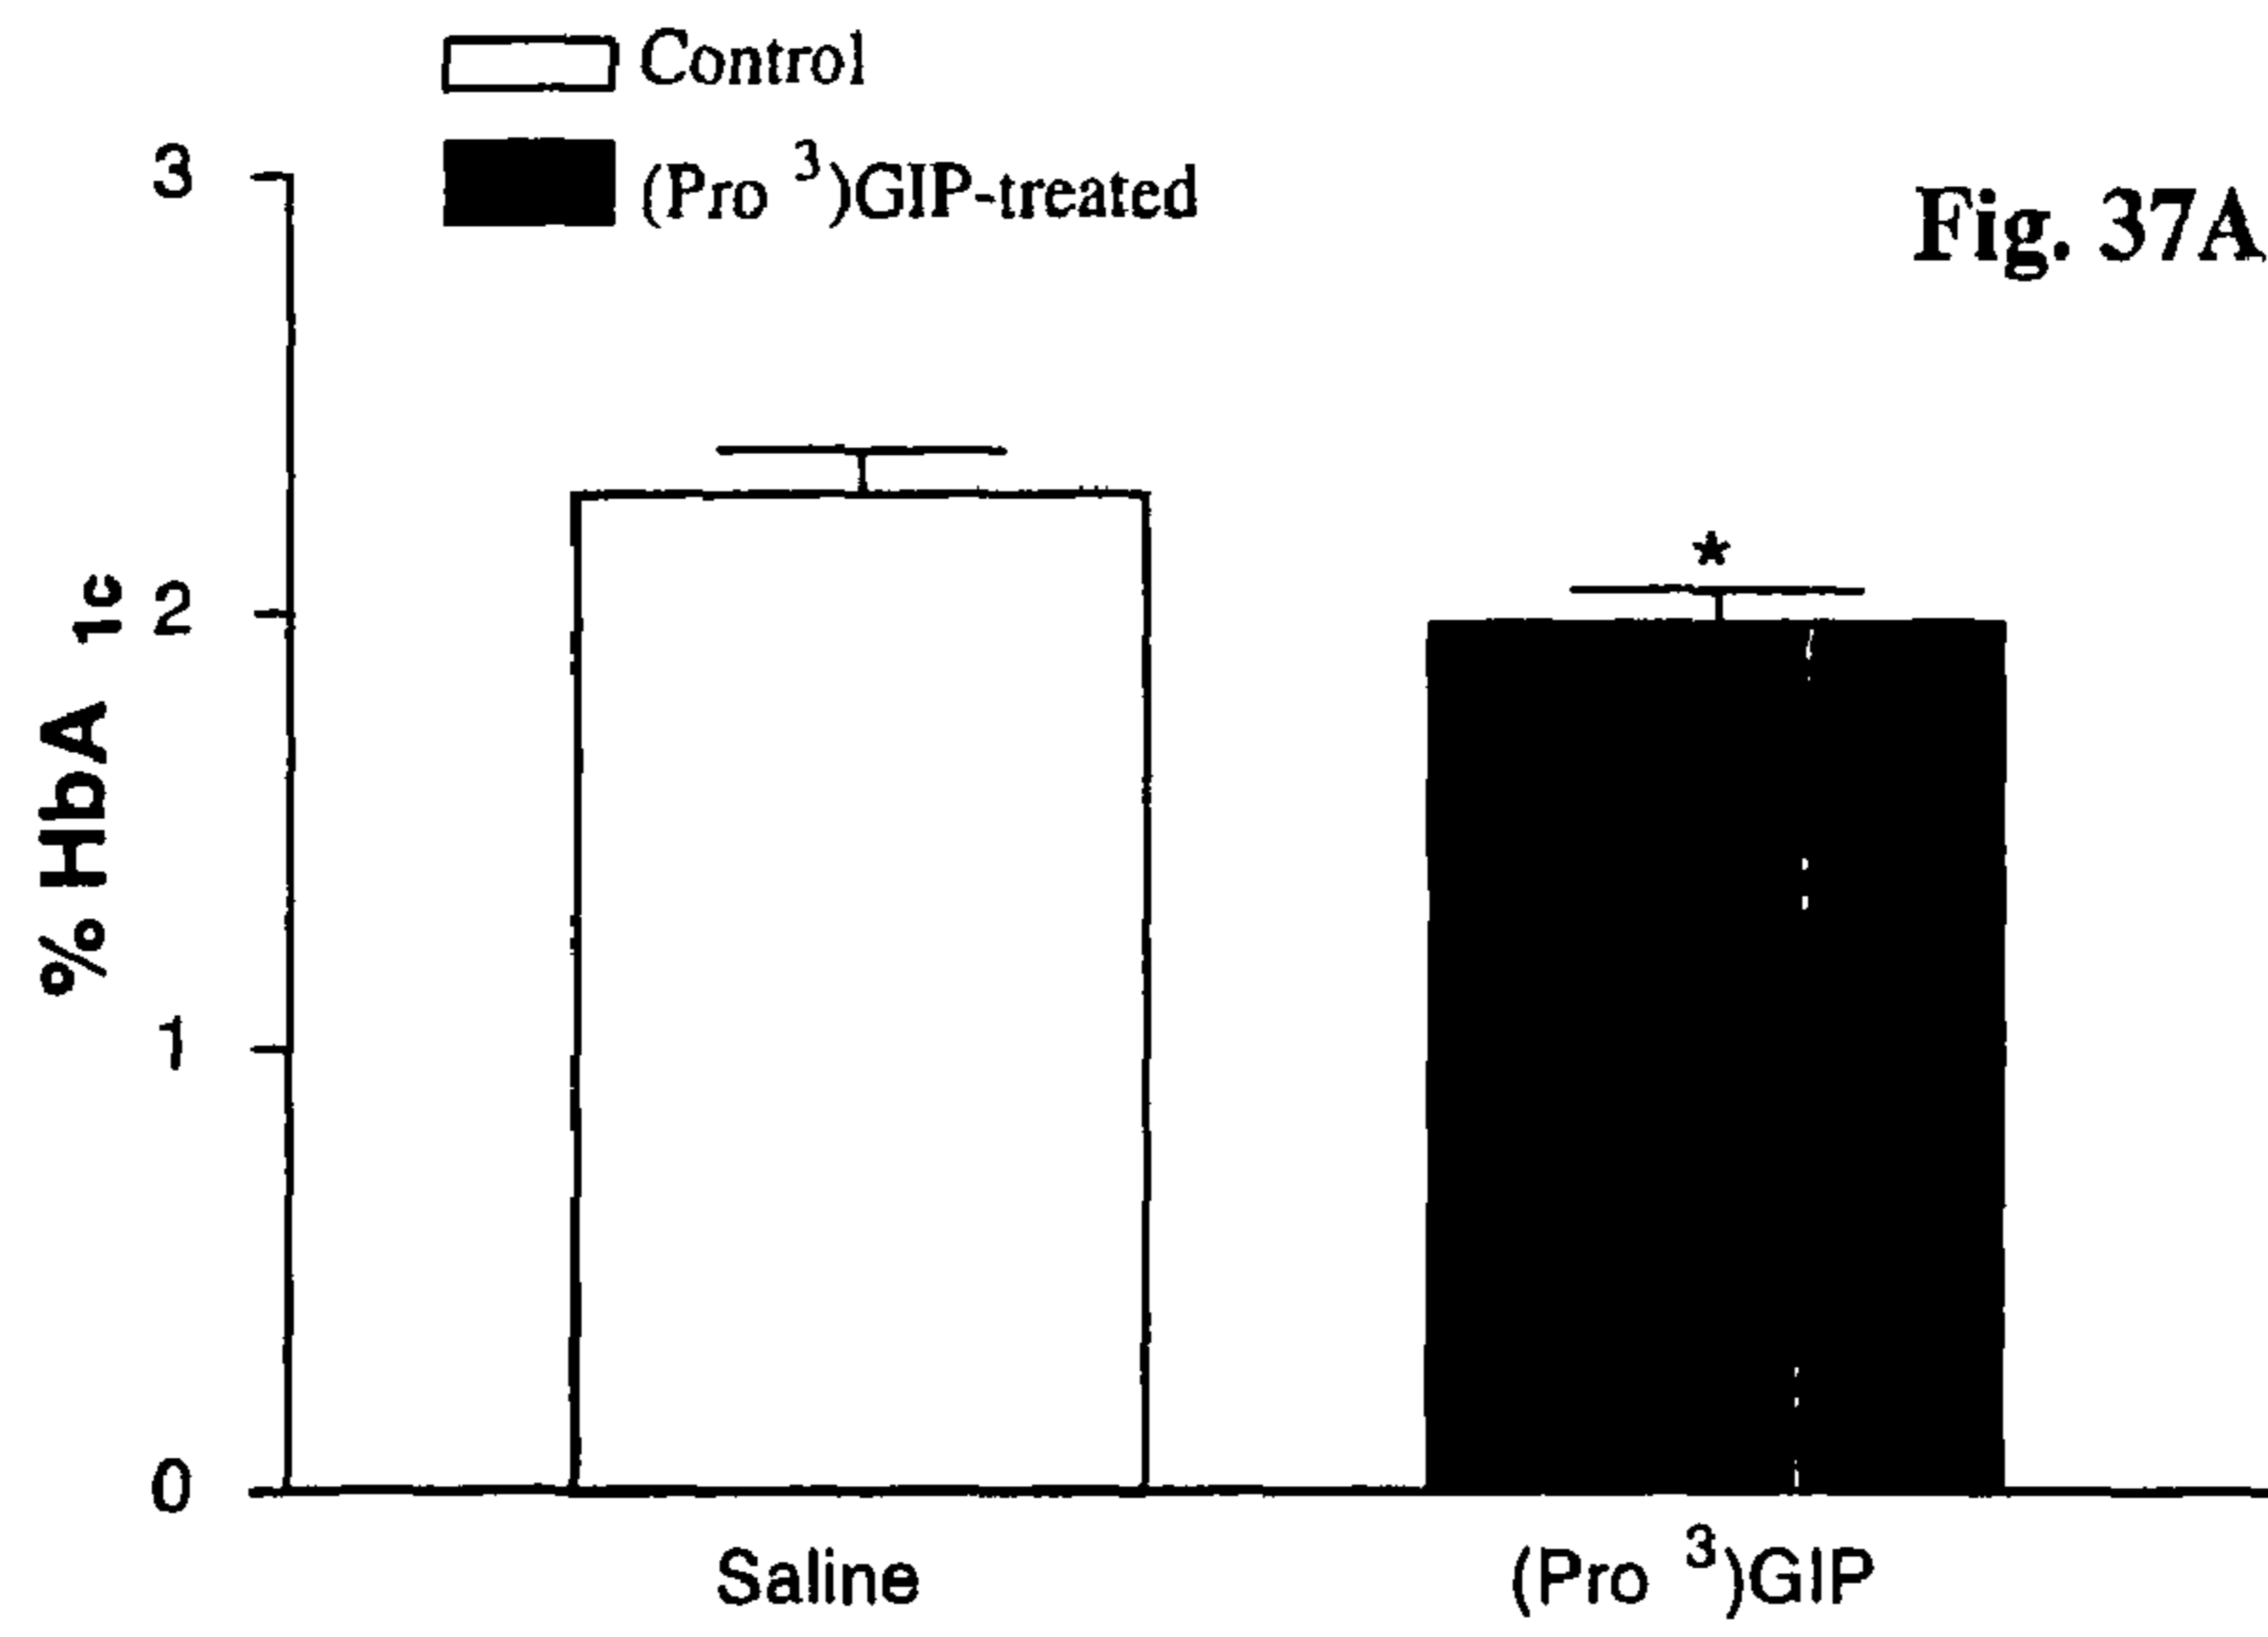 Control
(Pro ³)GIP-treated
Fig. 37A
% HbA 1c
3
2
1
0
*
Saline
(Pro ³)GIP